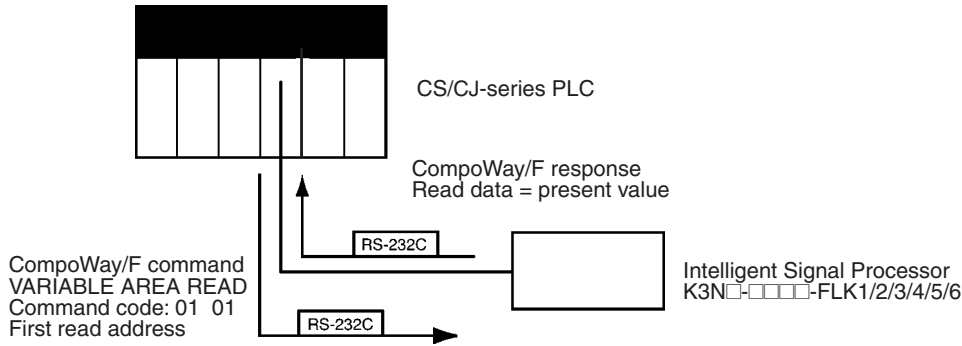 CS/CJ-series PLC
CompoWay/F response
Read data = present value
RS-232C
CompoWay/F command
VARIABLE AREA READ
Command code: 01 01
First read address
RS-232C
Intelligent Signal Processor
K3N□-□□□□-FLK1/2/3/4/5/6